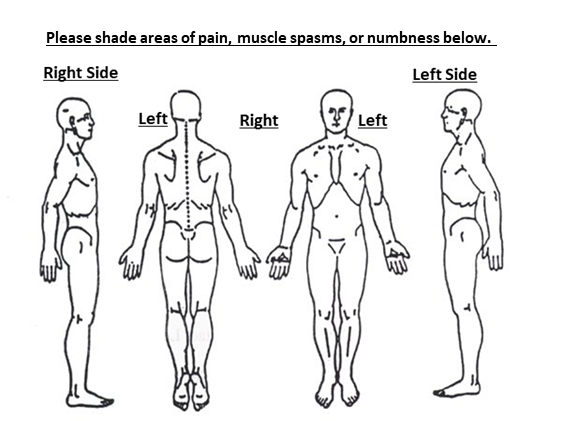 Please shade areas of pain, muscle spasms, or numbness below.
Right Side
Left Side
Left
Right
Left